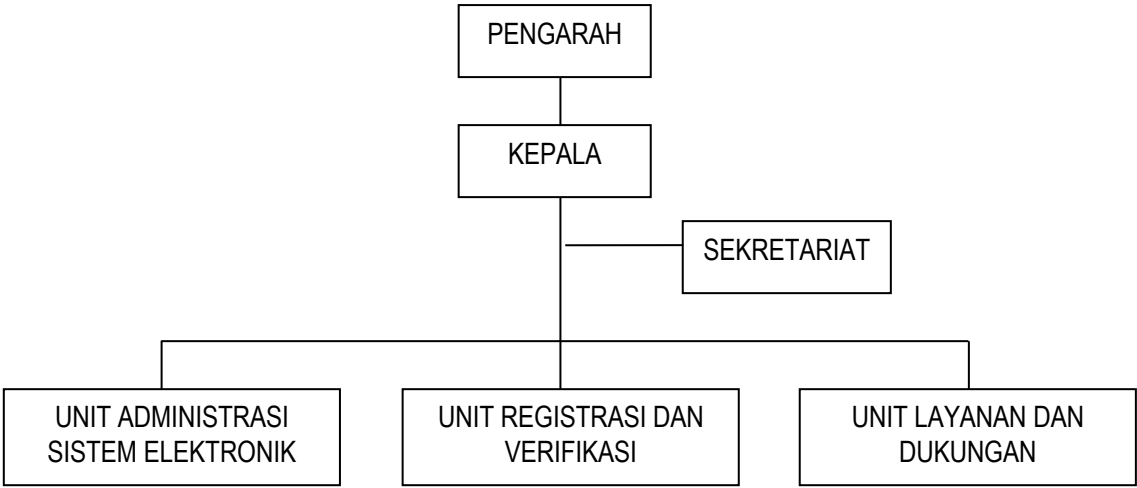 PENGARAH
KEPALA
SEKRETARIAT
UNIT ADMINISTRASI
SISTEM ELEKTRONIK
UNIT REGISTRASI DAN
VERIFIKASI
UNIT LAYANAN DAN
DUKUNGAN